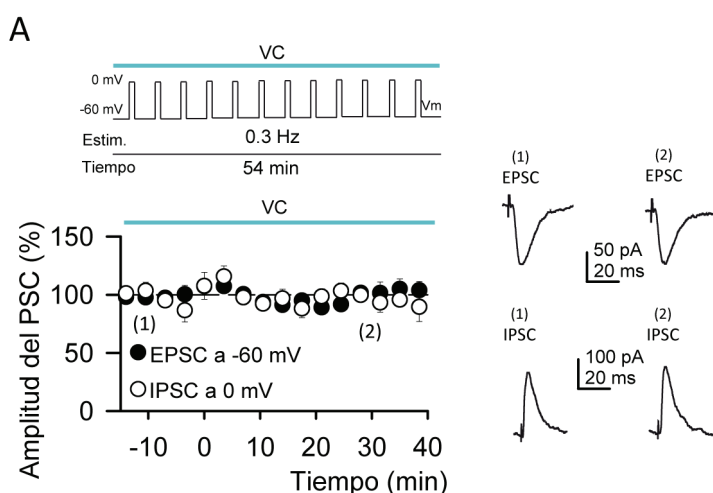 A
VC
0 mV
-60 mV
Vm
Estim. 0.3 Hz
Tiempo 54 min
VC
150
100
50
0
Amplitud del PSC (%)
(1)
(2)
EPSC a -60 mV
IPSC a 0 mV
-10 0 10 20 30 40
Tiempo (min)
(1) (2)
EPSC EPSC
50 pA
20 ms
(1) (2)
IPSC IPSC
100 pA
20 ms